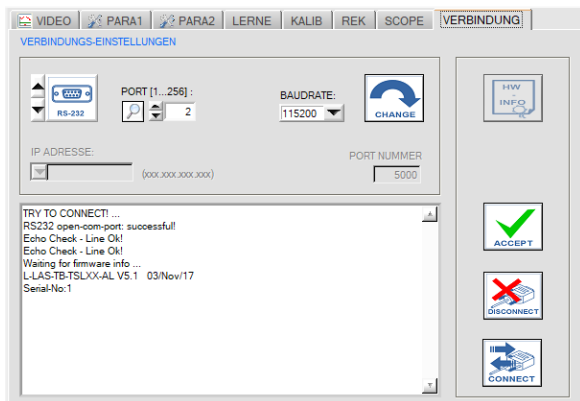 VIDEO PARA1 PARA2 LERNE KALIB REK SCOPE VERBINDUNG
VERBINDUNGS-EINSTELLUNGEN
RS-232
PORT [1...256] :
2
BAUDRATE:
115200
CHANGE
HW
-
INFO
IP ADRESSE:
(xxx.xxx.xxx.xxx)
PORT NUMMER
5000
TRY TO CONNECT! ...
RS232 open-com-port: successful!
Echo Check - Line Ok!
Echo Check - Line Ok!
Waiting for firmware info ...
L-LAS-TB-TSLXX-AL V5.1 03/Nov/17
Serial-No:1
ACCEPT
DISCONNECT
CONNECT